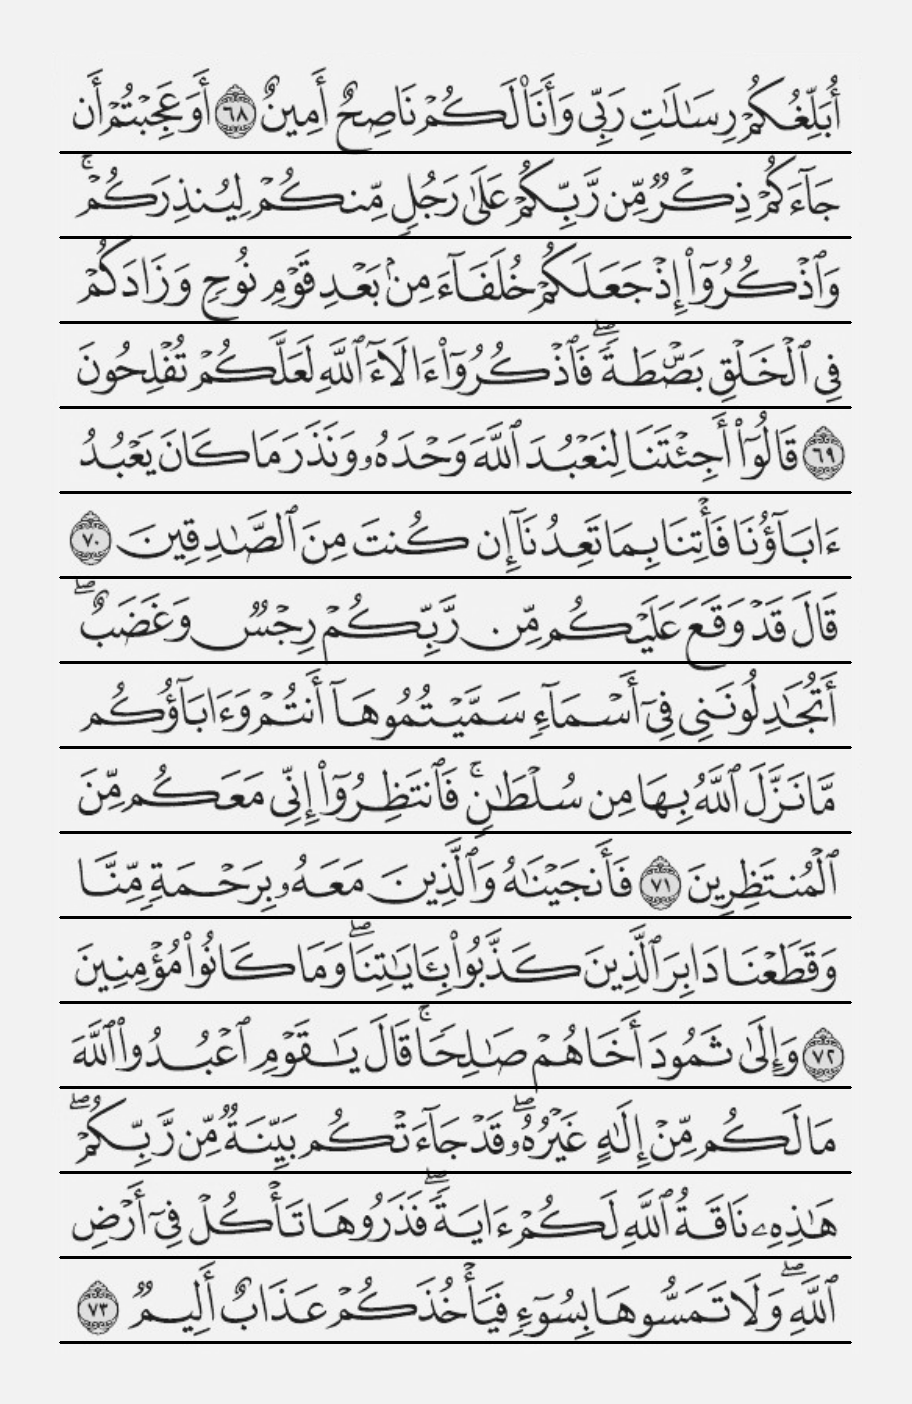 أُبَلِّغُكُمْ رِسَٰلَٰتِ رَبِّى وَأَنَا۠ لَكُمْ نَاصِحٌ أَمِينٌ ٦٨ أَوَعَجِبْتُمْ أَن
جَآءَكُمْ ذِكْرٌ مِّن رَّبِّكُمْ عَلَىٰ رَجُلٍ مِّنكُمْ لِيُنذِرَكُمْ ۚ
وَٱذْكُرُوٓا۟ إِذْ جَعَلَكُمْ خُلَفَآءَ مِنۢ بَعْدِ قَوْمِ نُوحٍ وَزَادَكُمْ
فِى ٱلْخَلْقِ بَصْۜطَةً ۖ فَٱذْكُرُوٓا۟ ءَالَآءَ ٱللَّهِ لَعَلَّكُمْ تُفْلِحُونَ
٦٩ قَالُوٓا۟ أَجِئْتَنَا لِنَعْبُدَ ٱللَّهَ وَحْدَهُۥ وَنَذَرَ مَا كَانَ يَعْبُدُ
ءَابَآؤُنَا فَأْتِنَا بِمَا تَعِدُنَآ إِن كُنتَ مِنَ ٱلصَّٰدِقِينَ ٧٠
قَالَ قَدْ وَقَعَ عَلَيْكُم مِّن رَّبِّكُمْ رِجْسٌ وَغَضَبٌ ۖ
أَتُجَٰدِلُونَنِى فِىٓ أَسْمَآءٍ سَمَّيْتُمُوهَآ أَنتُمْ وَءَابَآؤُكُم
مَّا نَزَّلَ ٱللَّهُ بِهَا مِن سُلْطَٰنٍ ۚ فَٱنتَظِرُوٓا۟ إِنِّى مَعَكُم مِّنَ
ٱلْمُنتَظِرِينَ ٧١ فَأَنجَيْنَٰهُ وَٱلَّذِينَ مَعَهُۥ بِرَحْمَةٍ مِّنَّا
وَقَطَعْنَا دَابِرَ ٱلَّذِينَ كَذَّبُوا۟ بِـَٔايَٰتِنَا ۖ وَمَا كَانُوا۟ مُؤْمِنِينَ
٧٢ وَإِلَىٰ ثَمُودَ أَخَاهُمْ صَٰلِحًا ۚ قَالَ يَٰقَوْمِ ٱعْبُدُوا۟ ٱللَّهَ
مَا لَكُم مِّنْ إِلَٰهٍ غَيْرُهُۥ ۖ قَدْ جَآءَتْكُم بَيِّنَةٌ مِّن رَّبِّكُمْ ۖ
هَٰذِهِۦ نَاقَةُ ٱللَّهِ لَكُمْ ءَايَةً ۖ فَذَرُوهَا تَأْكُلْ فِىٓ أَرْضِ
ٱللَّهِ ۖ وَلَا تَمَسُّوهَا بِسُوٓءٍ فَيَأْخُذَكُمْ عَذَابٌ أَلِيمٌ ٧٣